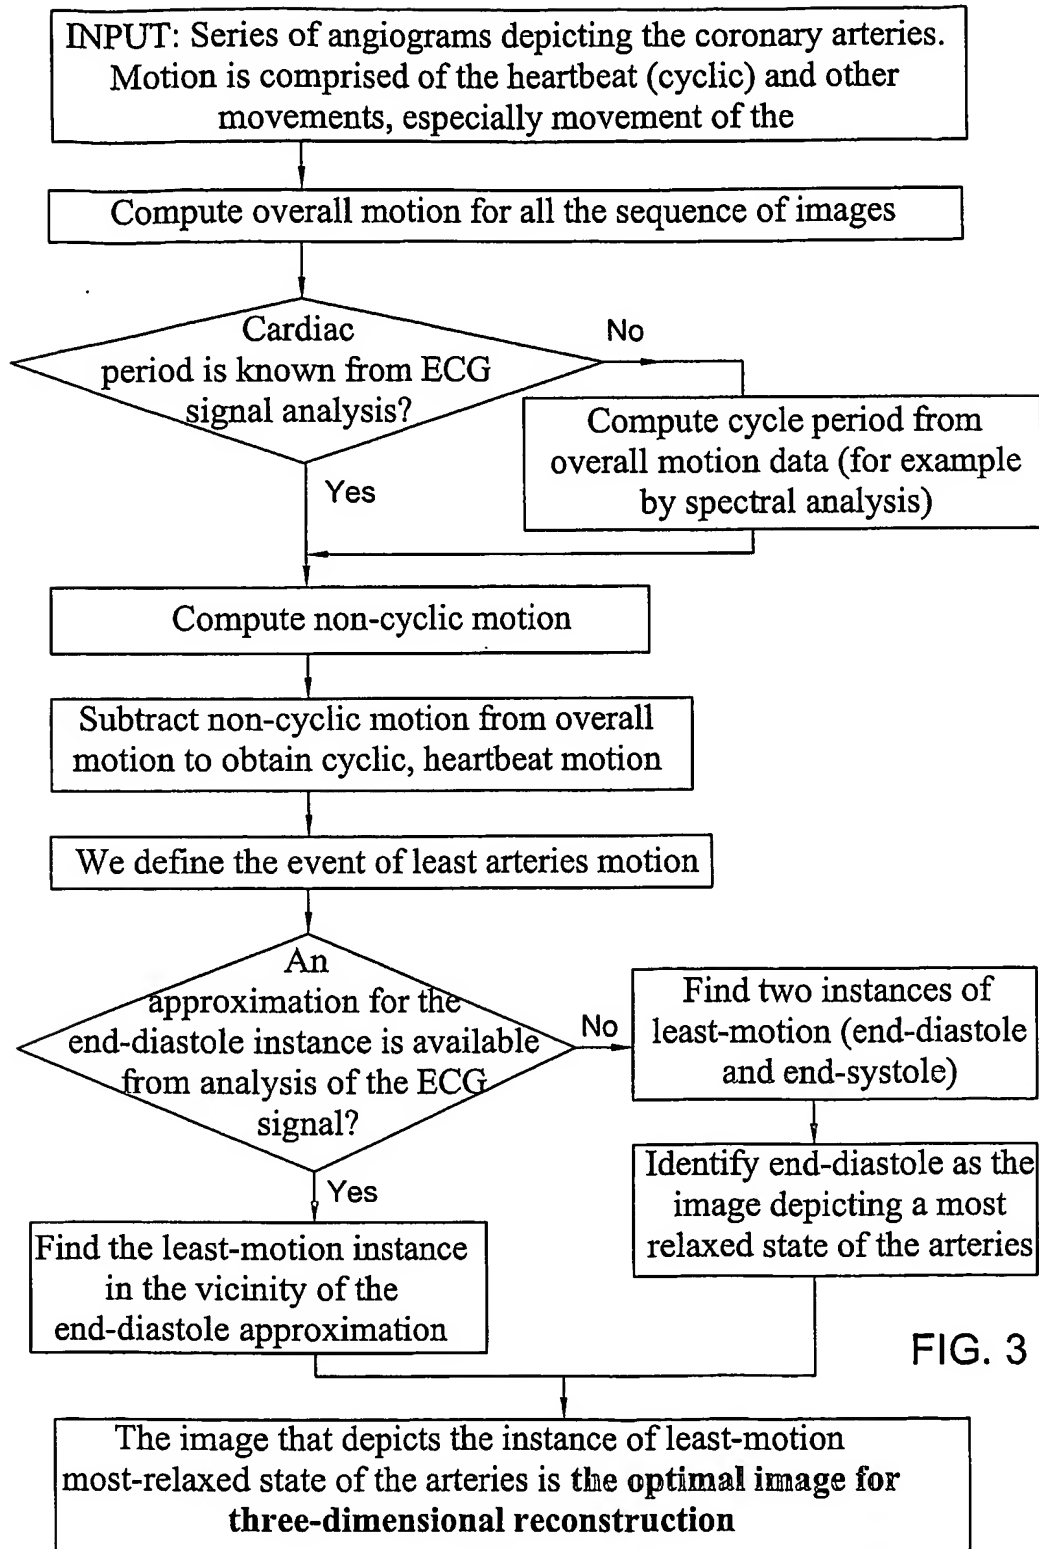 INPUT: Series of angiograms depicting the coronary arteries.
Motion is comprised of the heartbeat (cyclic) and other
movements, especially movement of the
Compute overall motion for all the sequence of images
Cardiac
period is known from ECG
signal analysis?
No
Compute cycle period from
overall motion data (for example
by spectral analysis)
Yes
Compute non-cyclic motion
Subtract non-cyclic motion from overall
motion to obtain cyclic, heartbeat motion
We define the event of least arteries motion
An
approximation for the
end-diastole instance is available
from analysis of the ECG
signal?
No
Find two instances of
least-motion (end-diastole
and end-systole)
Identify end-diastole as the
image depicting a most
relaxed state of the arteries
Yes
Find the least-motion instance
in the vicinity of the
end-diastole approximation
FIG. 3
The image that depicts the instance of least-motion
most-relaxed state of the arteries is the optimal image for
three-dimensional reconstruction